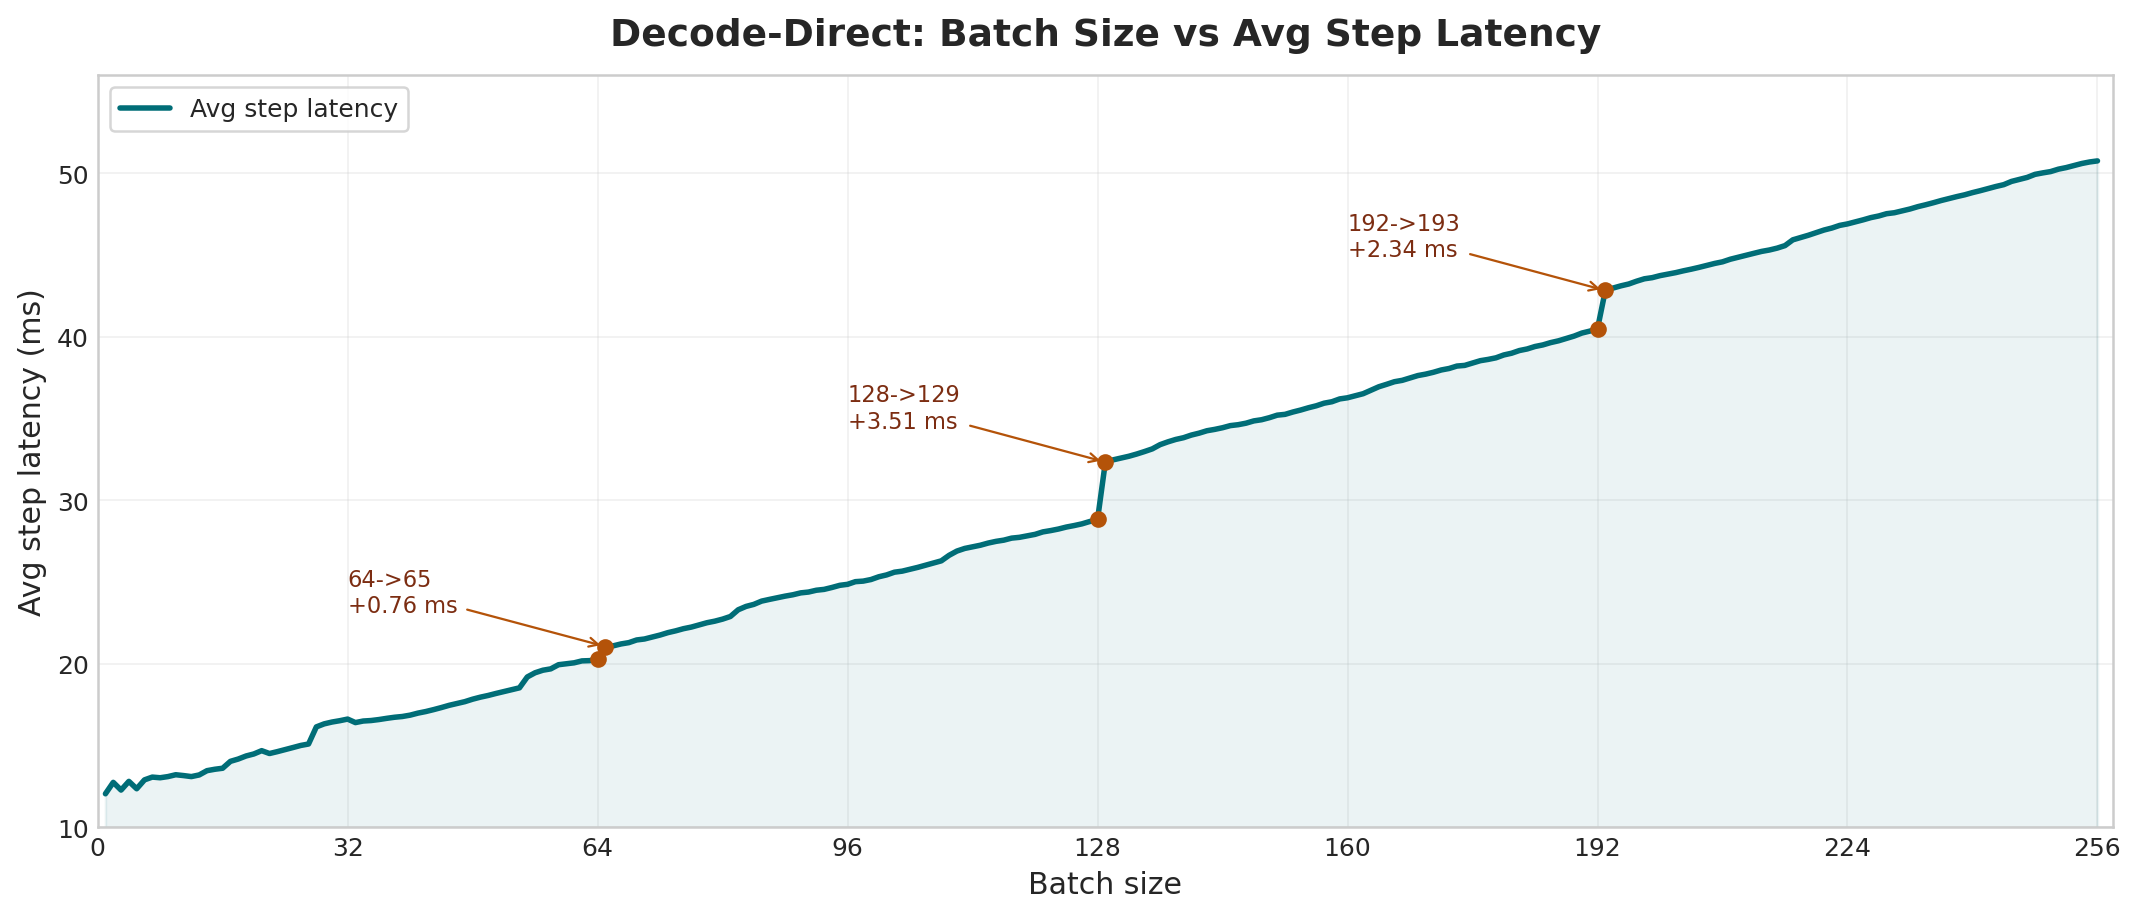 Decode-Direct: Batch Size vs Avg Step Latency
Avg step latency
Avg step latency (ms)
50
40
30
20
10
192->193
+2.34 ms
128->129
+3.51 ms
64->65
+0.76 ms
0 32 64 96 128 160 192 224 256
Batch size